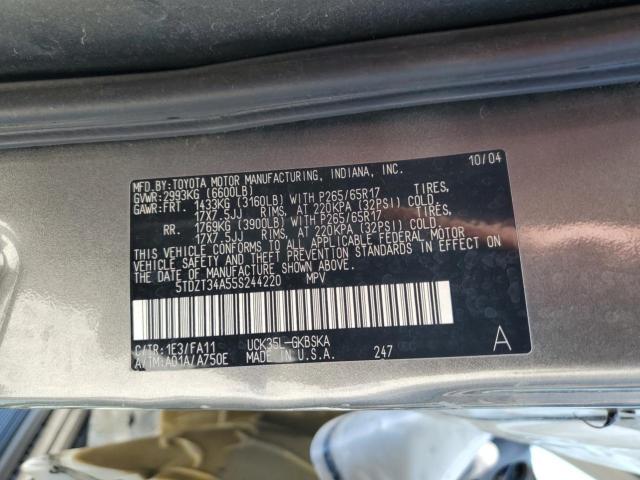 MFD.BY:TOYOTA MOTOR MANUFACTURING, INDIANA, INC. 10/04
GVWR:2993KG (6600LB)
GAWR:FRT. 1433KG (3160LB) WITH P265/65R17 TIRES,
17X7.5JJ RIMS, AT 220KPA (32PSI) COLD.
RR. 1769KG (3900LB) WITH P265/65R17 TIRES,
17X7.5JJ RIMS, AT 220KPA (32PSI) COLD.
THIS VEHICLE CONFORMS TO ALL APPLICABLE FEDERAL MOTOR
VEHICLE SAFETY AND THEFT PREVENTION STANDARDS IN EFFECT ON
THE DATE OF MANUFACTURE SHOWN ABOVE.
5TDZT34A55S244220 MPV
C/TR:1E3/FA11 UCK35L-GKBSKA
A/TM:A01A/A750E MADE IN U.S.A. 247 A